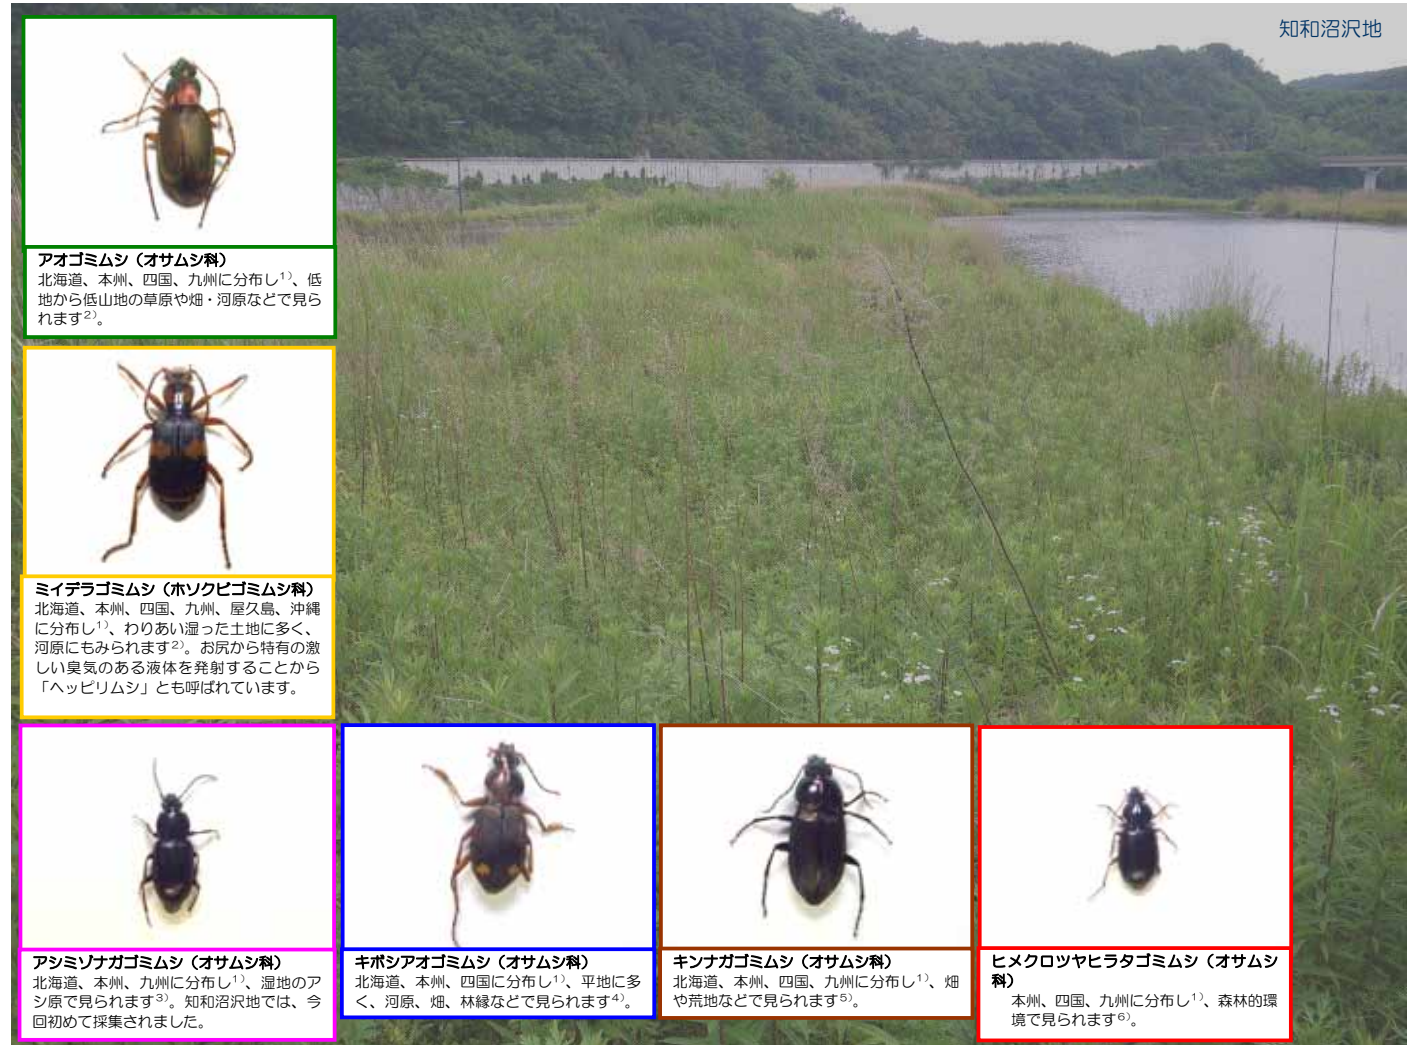 知和沼沢地
アオゴミムシ（オサムシ科）
北海道、本州、四国、九州に分布し1）、低
地から低山地の草原や畑・河原などで見ら
れます2）。
ミイデラゴミムシ（ホソクビゴミムシ科）
北海道、本州、四国、九州、屋久島、沖縄
に分布し1）、わりあい湿った土地に多く、
河原にもみられます2）。お尻から特有の激
しい臭気のある液体を発射することから
「ヘッピリムシ」とも呼ばれています。
アシミゾナガゴミムシ（オサムシ科）
北海道、本州、九州に分布し1）、湿地のア
シ原で見られます3）。知和沼沢地では、今
回初めて採集されました。
キボシアオゴミムシ（オサムシ科）
北海道、本州、四国に分布し1）、平地に多
く、河原、畑、林縁などで見られます4）。
キンナガゴミムシ（オサムシ科）
北海道、本州、四国、九州に分布し1）、畑
や荒地などで見られます5）。
ヒメクロツヤヒラタゴミムシ（オサムシ
科）
本州、四国、九州に分布し1）、森林的環
境で見られます6）。